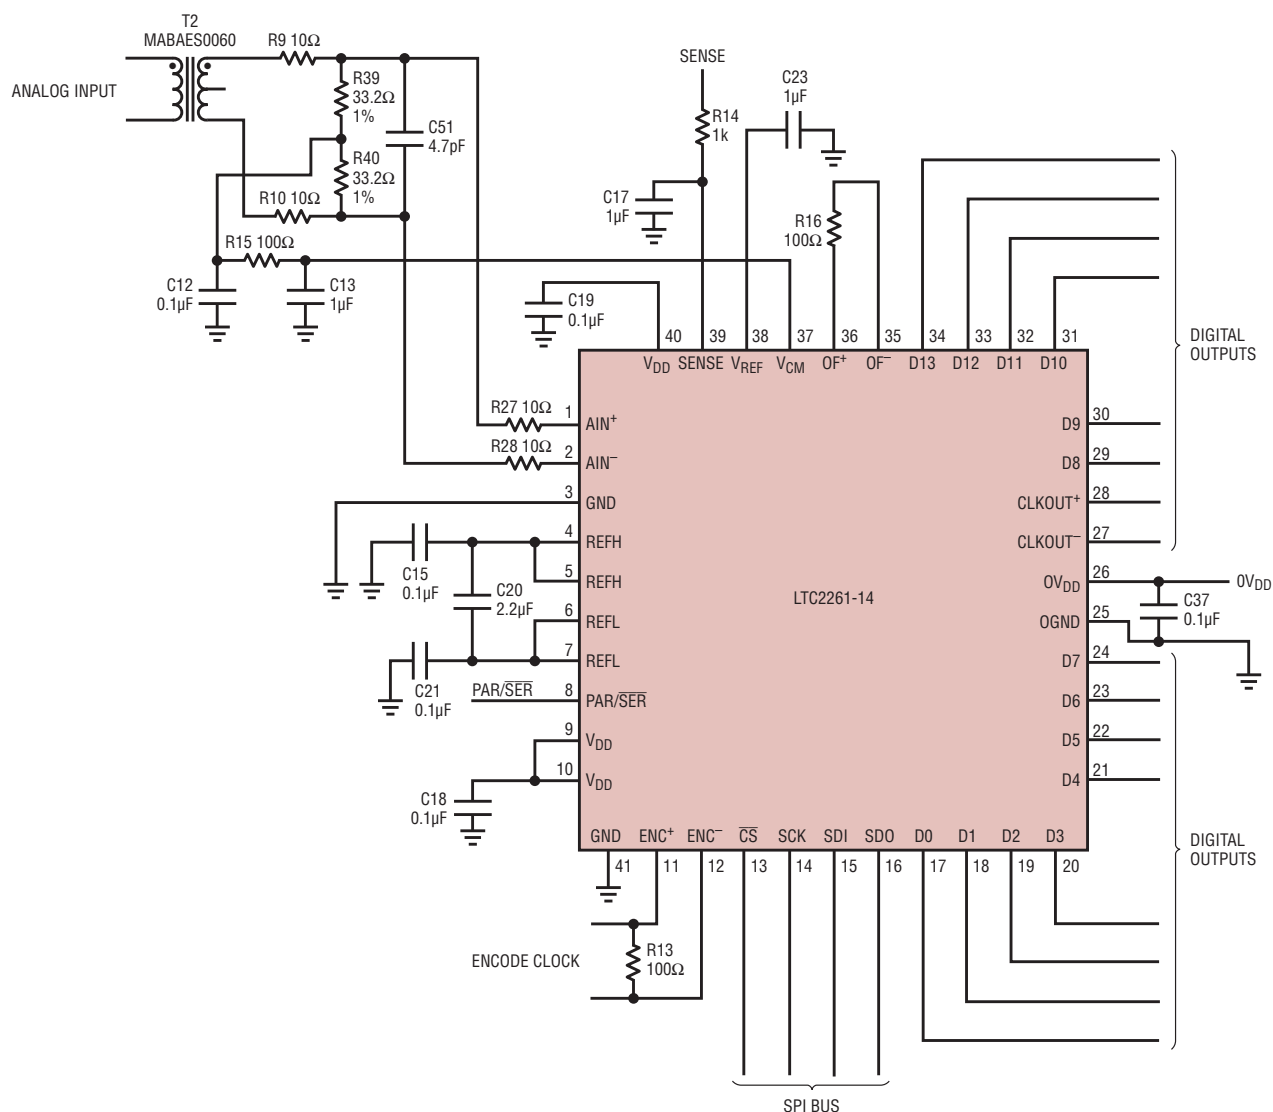 T2
MABAES0060
R9 10Ω
ANALOG INPUT
R39
33.2Ω
1%
C51
4.7pF
R40
33.2Ω
1%
R10 10Ω
R15 100Ω
C12
0.1µF
C13
1µF
SENSE
R14
1k
C23
1µF
C17
1µF
R16
100Ω
C19
0.1µF
40 39 38 37 36 35 34 33 32 31
VDD SENSE VREF VCM OF+ OF– D13 D12 D11 D10
DIGITAL
OUTPUTS
R27 10Ω
1 AIN+
R28 10Ω
2 AIN–
3 GND
4 REFH
C15
0.1µF
5 REFH
C20
2.2µF
6 REFL
7 REFL
C21
0.1µF
PAR/SER
8 PAR/SER
9 VDD
10 VDD
C18
0.1µF
LTC2261-14
D9 30
D8 29
CLKOUT+ 28
CLKOUT– 27
OVDD 26
0VDD
C37
0.1µF
OGND 25
D7 24
D6 23
D5 22
D4 21
GND ENC+ ENC– CS SCK SDI SDO D0 D1 D2 D3
41 11 12 13 14 15 16 17 18 19 20
DIGITAL
OUTPUTS
ENCODE CLOCK
R13
100Ω
SPI BUS